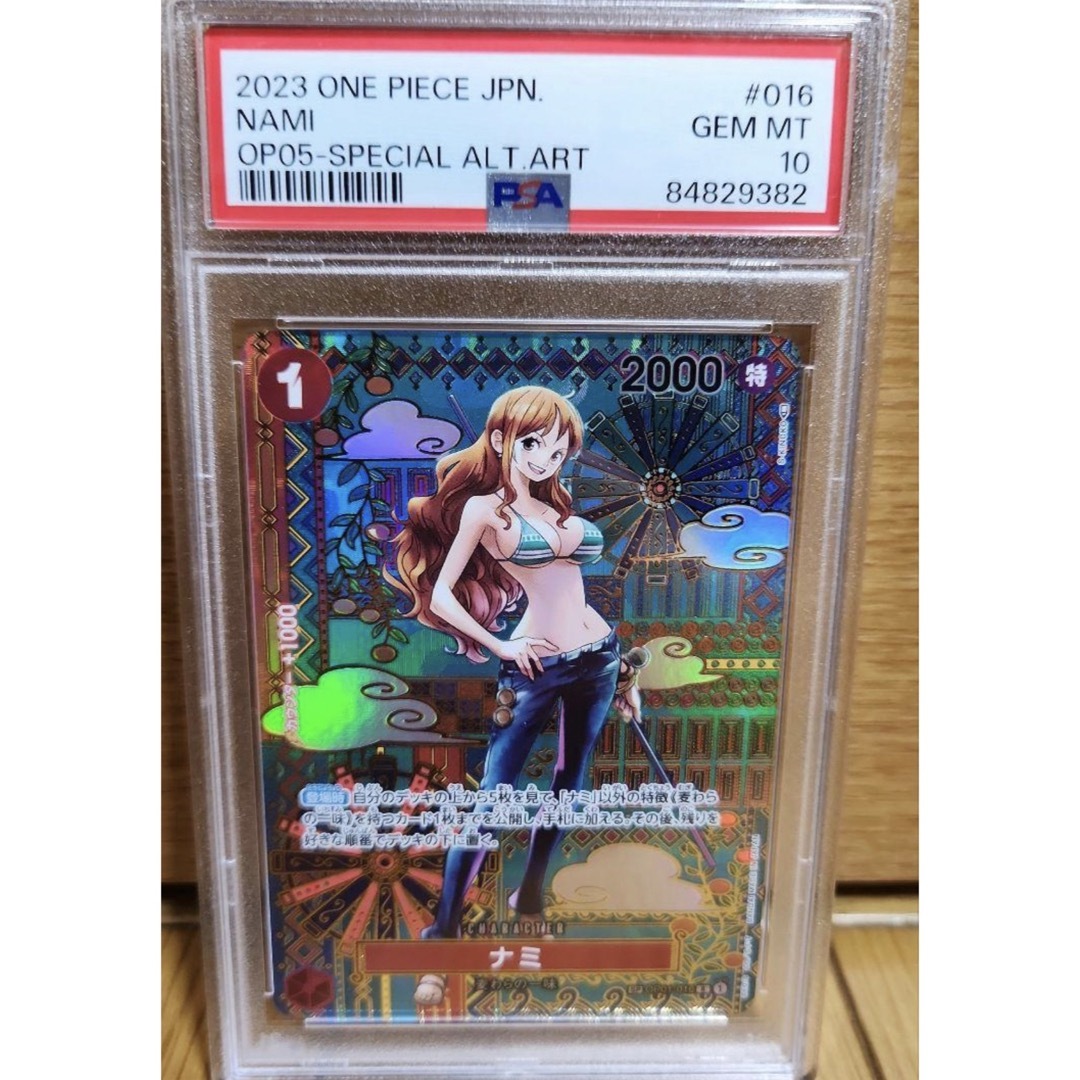 2023 ONE PIECE JPN.
#016
NAMI
GEM MT
OP05-SPECIAL ALT.ART
10
PSA
84829382
1
2000
特
+1000
登場時 自分のデッキの上から5枚を見て、「ナミ」以外の特徴《麦わら
の一味》を持つカード1枚までを公開し、手札に加える。その後、残りを
好きな順番でデッキの下に置く。
CHARACTER
ナミ
麦わらの一味